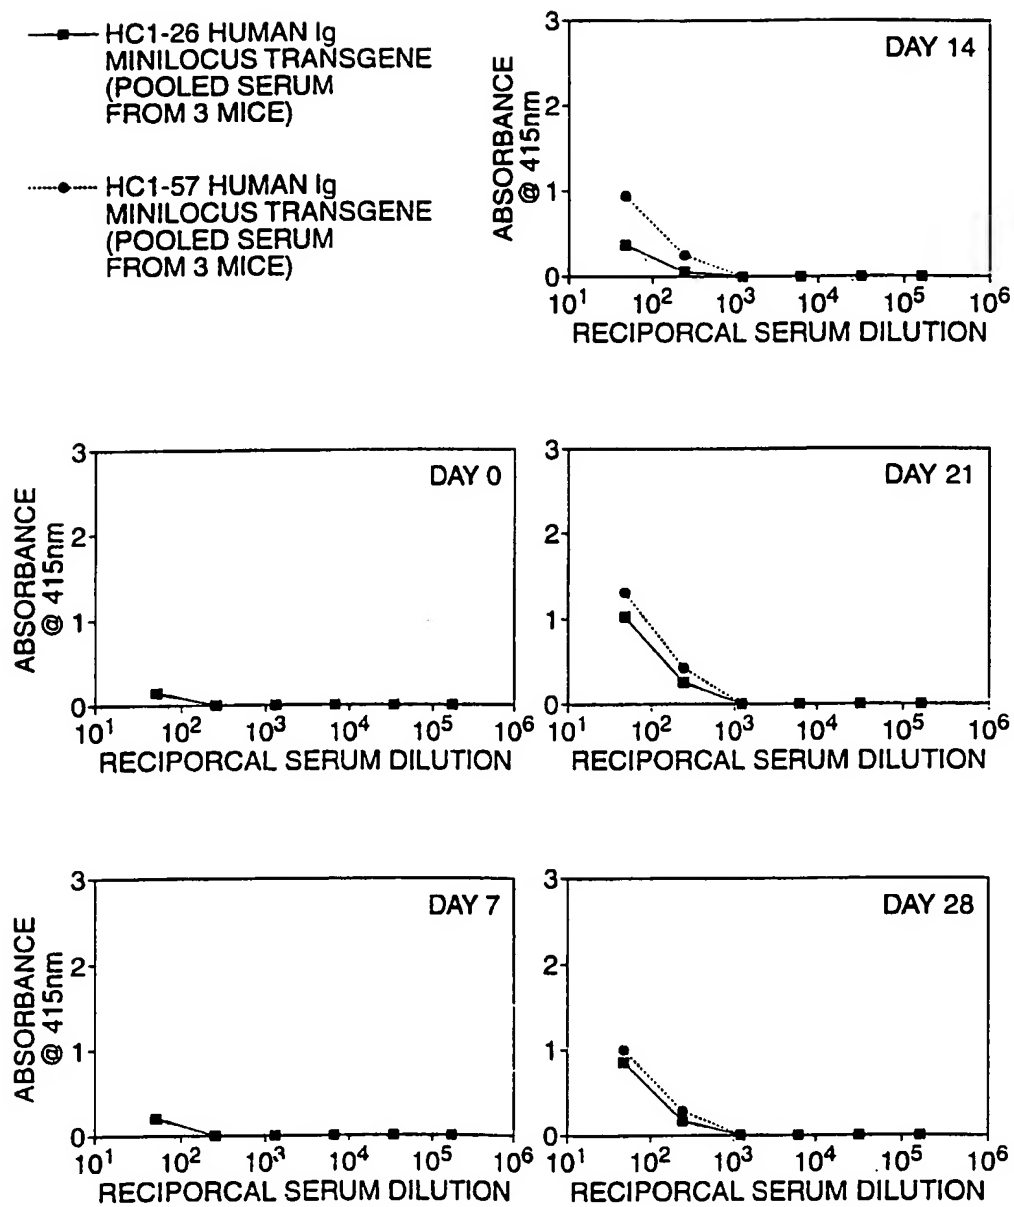 HC1-26 HUMAN Ig
MINILOCUS TRANSGENE
(POOLED SERUM
FROM 3 MICE)
HC1-57 HUMAN Ig
MINILOCUS TRANSGENE
(POOLED SERUM
FROM 3 MICE)
DAY 14
ABSORBANCE
@ 415nm
3
2
1
0
10¹ 10² 10³ 10⁴ 10⁵ 10⁶
RECIPORCAL SERUM DILUTION
DAY 0
ABSORBANCE
@ 415nm
3
2
1
0
10¹ 10² 10³ 10⁴ 10⁵ 10⁶
RECIPORCAL SERUM DILUTION
DAY 21
3
2
1
0
10¹ 10² 10³ 10⁴ 10⁵ 10⁶
RECIPORCAL SERUM DILUTION
DAY 7
ABSORBANCE
@ 415nm
3
2
1
0
10¹ 10² 10³ 10⁴ 10⁵ 10⁶
RECIPORCAL SERUM DILUTION
DAY 28
3
2
1
0
10¹ 10² 10³ 10⁴ 10⁵ 10⁶
RECIPORCAL SERUM DILUTION